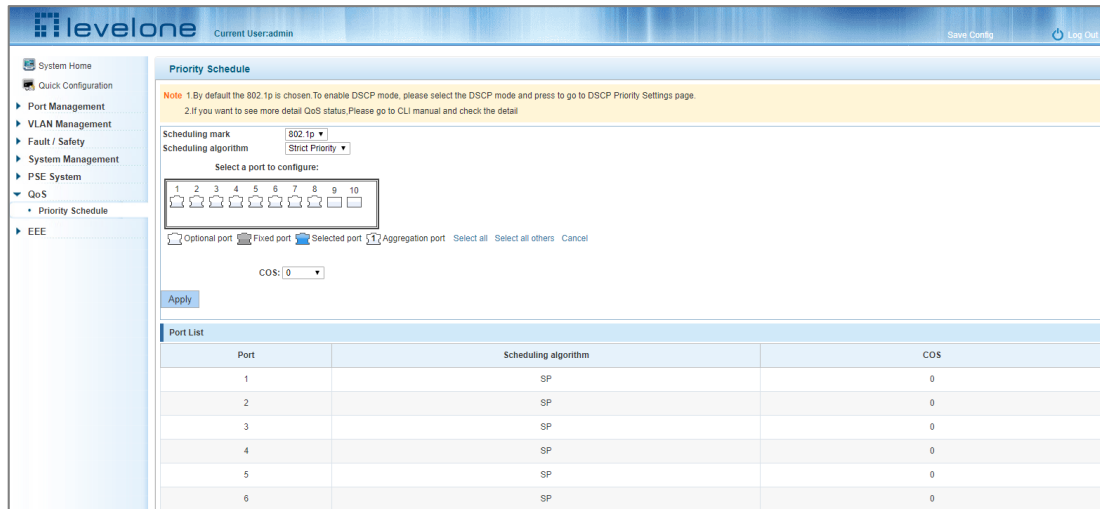 levelone Current User:admin Save Config Log Out
System Home
Quick Configuration
Port Management
VLAN Management
Fault / Safety
System Management
PSE System
QoS
Priority Schedule
EEE
Priority Schedule
Note 1.By default the 802.1p is chosen.To enable DSCP mode, please select the DSCP mode and press to go to DSCP Priority Settings page.
2.If you want to see more detail QoS status,Please go to CLI manual and check the detail
Scheduling mark 802.1p
Scheduling algorithm Strict Priority
Select a port to configure:
1 2 3 4 5 6 7 8 9 10
Optional port Fixed port Selected port 1 Aggregation port Select all Select all others Cancel
COS: 0
Apply
Port List
Port Scheduling algorithm COS
1 SP 0
2 SP 0
3 SP 0
4 SP 0
5 SP 0
6 SP 0